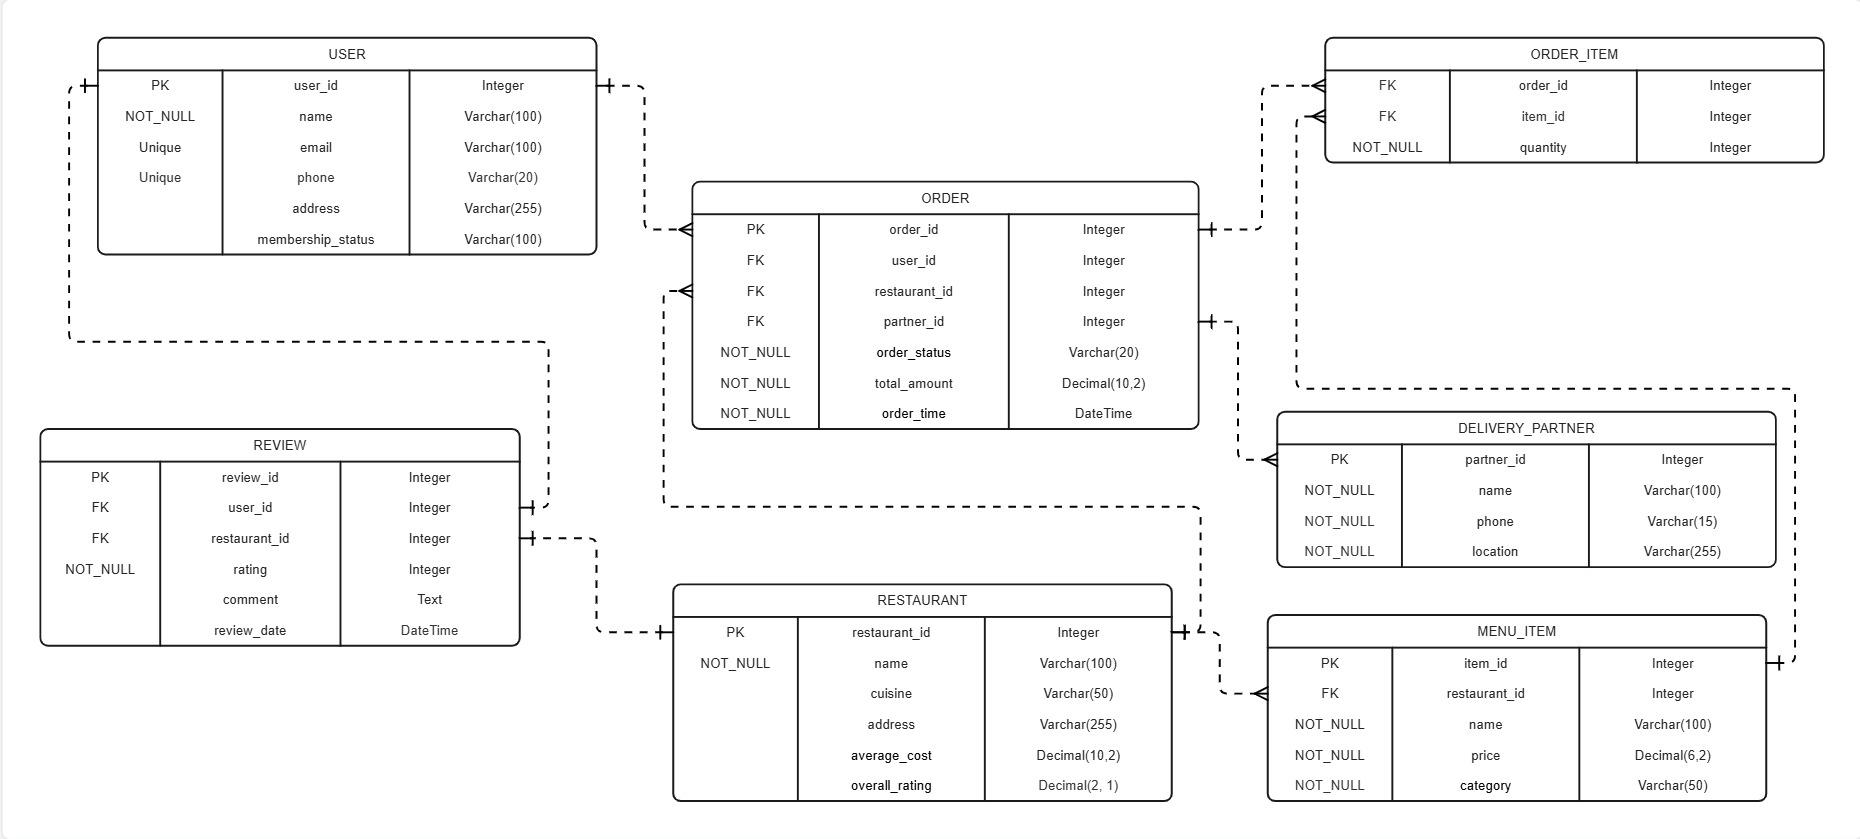 USER
PK user_id Integer
NOT_NULL name Varchar(100)
Unique email Varchar(100)
Unique phone Varchar(20)
address Varchar(255)
membership_status Varchar(100)
ORDER_ITEM
FK order_id Integer
FK item_id Integer
NOT_NULL quantity Integer
ORDER
PK order_id Integer
FK user_id Integer
FK restaurant_id Integer
FK partner_id Integer
NOT_NULL order_status Varchar(20)
NOT_NULL total_amount Decimal(10,2)
NOT_NULL order_time DateTime
REVIEW
PK review_id Integer
FK user_id Integer
FK restaurant_id Integer
NOT_NULL rating Integer
comment Text
review_date DateTime
DELIVERY_PARTNER
PK partner_id Integer
NOT_NULL name Varchar(100)
NOT_NULL phone Varchar(15)
NOT_NULL location Varchar(255)
RESTAURANT
PK restaurant_id Integer
NOT_NULL name Varchar(100)
cuisine Varchar(50)
address Varchar(255)
average_cost Decimal(10,2)
overall_rating Decimal(2, 1)
MENU_ITEM
PK item_id Integer
FK restaurant_id Integer
NOT_NULL name Varchar(100)
NOT_NULL price Decimal(6,2)
NOT_NULL category Varchar(50)